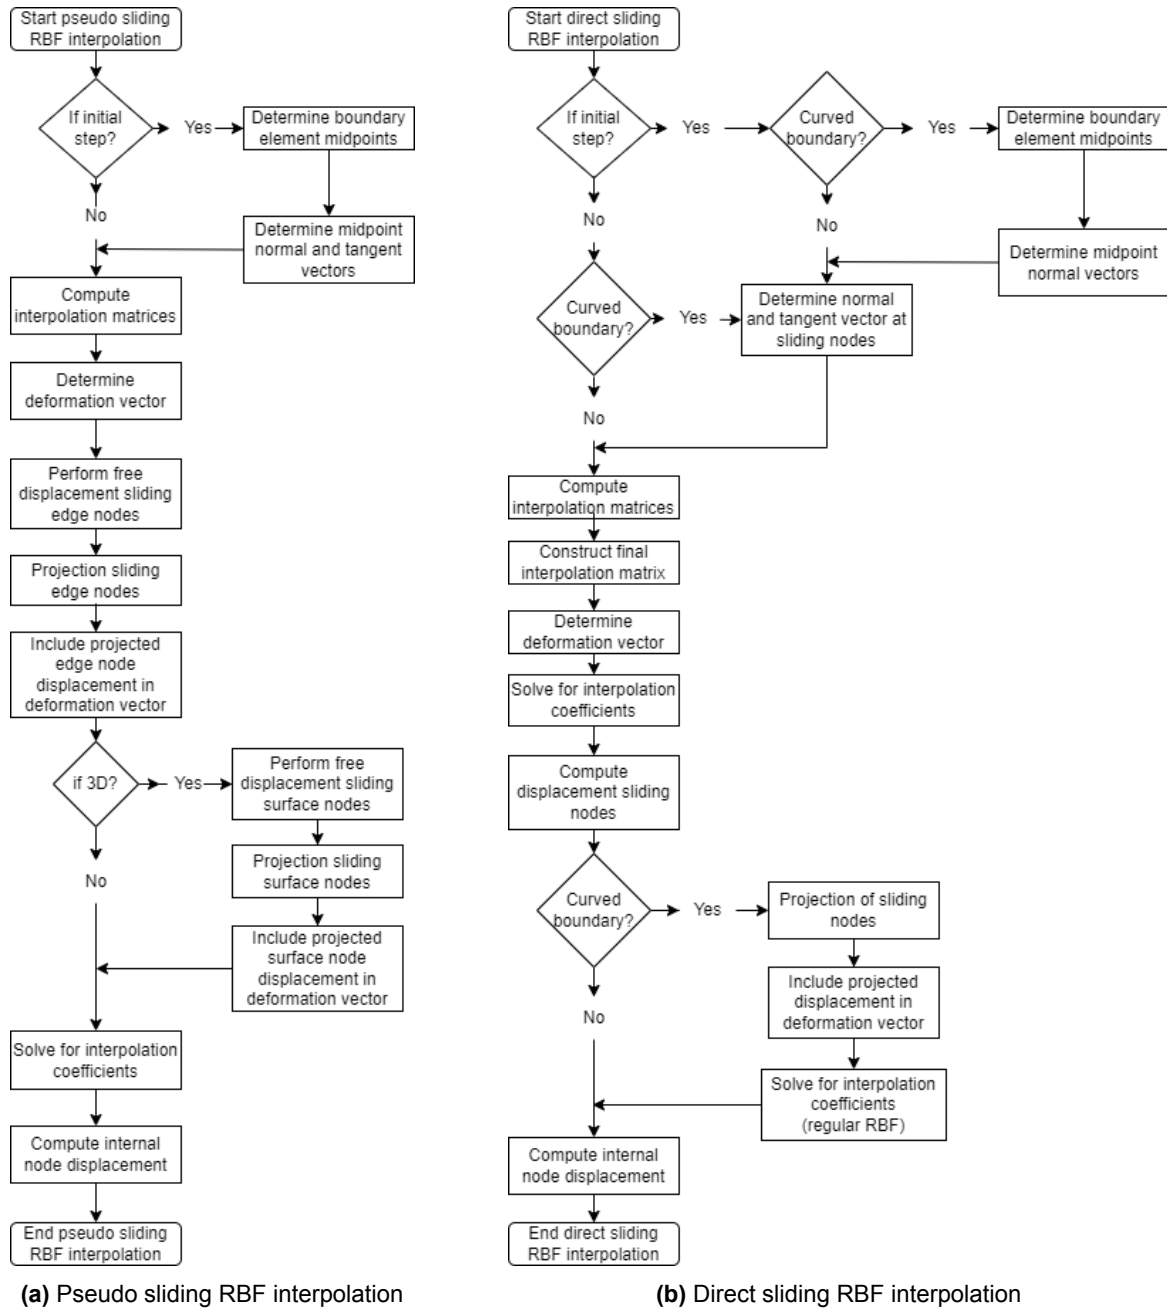 Start pseudo sliding
RBF interpolation
If initial
step?
Yes
Determine boundary
element midpoints
No
Determine midpoint
normal and tangent
vectors
Compute
interpolation matrices
Determine
deformation vector
Perform free
displacement sliding
edge nodes
Projection sliding
edge nodes
Include projected
edge node
displacement in
deformation vector
if 3D?
Yes
Perform free
displacement sliding
surface nodes
No
Projection sliding
surface nodes
Include projected
surface node
displacement in
deformation vector
Solve for interpolation
coefficients
Compute internal
node displacement
End pseudo sliding
RBF interpolation
(a) Pseudo sliding RBF interpolation
Start direct sliding
RBF interpolation
If initial
step?
Yes
Curved
boundary?
Yes
Determine boundary
element midpoints
No
No
Determine midpoint
normal vectors
Curved
boundary?
Yes
Determine normal
and tangent vector at
sliding nodes
No
Compute
interpolation matrices
Construct final
interpolation matrix
Determine
deformation vector
Solve for interpolation
coefficients
Compute
displacement sliding
nodes
Curved
boundary?
Yes
Projection of sliding
nodes
No
Include projected
displacement in
deformation vector
Solve for interpolation
coefficients
(regular RBF)
Compute internal
node displacement
End direct sliding
RBF interpolation
(b) Direct sliding RBF interpolation